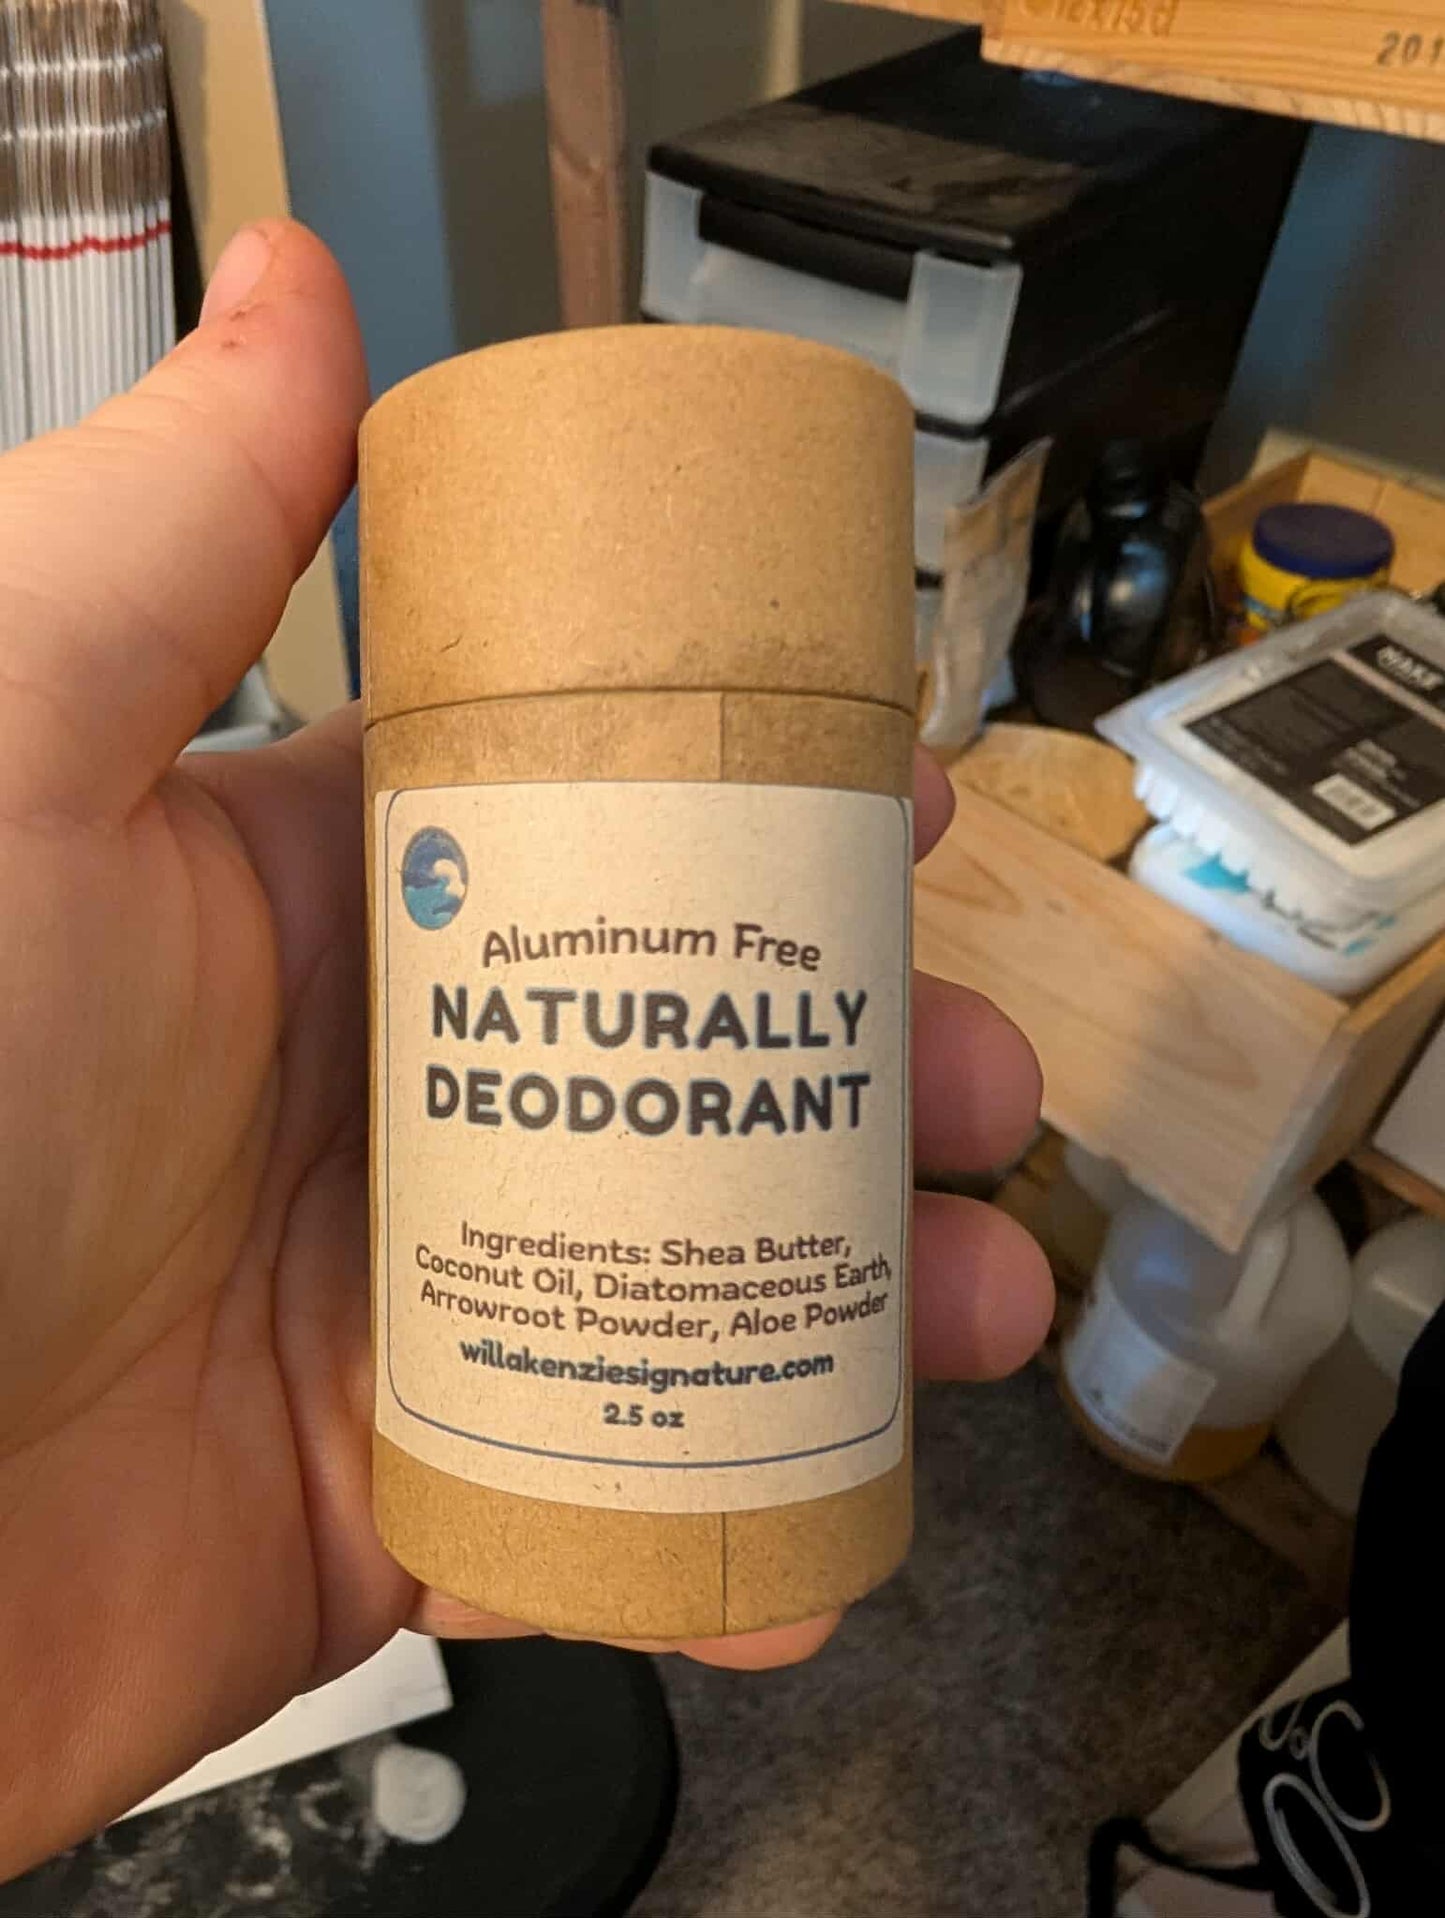 201
Aluminum Free
NATURALLY
DEODORANT
Ingredients: Shea Butter,
Coconut Oil, Diatomaceous Earth,
Arrowroot Powder, Aloe Powder
willakenziesignature.com
2.5 oz